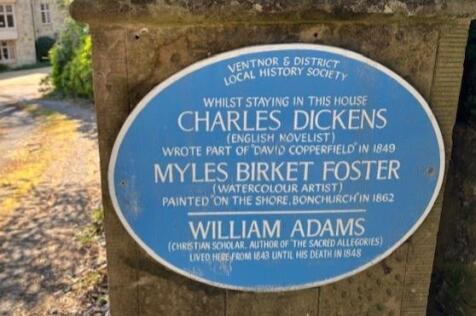 VENTNOR & DISTRICT
LOCAL HISTORY SOCIETY
WHILST STAYING IN THIS HOUSE
CHARLES DICKENS
(ENGLISH NOVELIST)
WROTE PART OF "DAVID COPPERFIELD" IN 1849
MYLES BIRKET FOSTER
(WATERCOLOUR ARTIST)
PAINTED "ON THE SHORE, BONCHURCH" IN 1862
WILLIAM ADAMS
(CHRISTIAN SCHOLAR, AUTHOR OF THE SACRED ALLEGORIES)
LIVED HERE FROM 1843 UNTIL HIS DEATH IN 1848